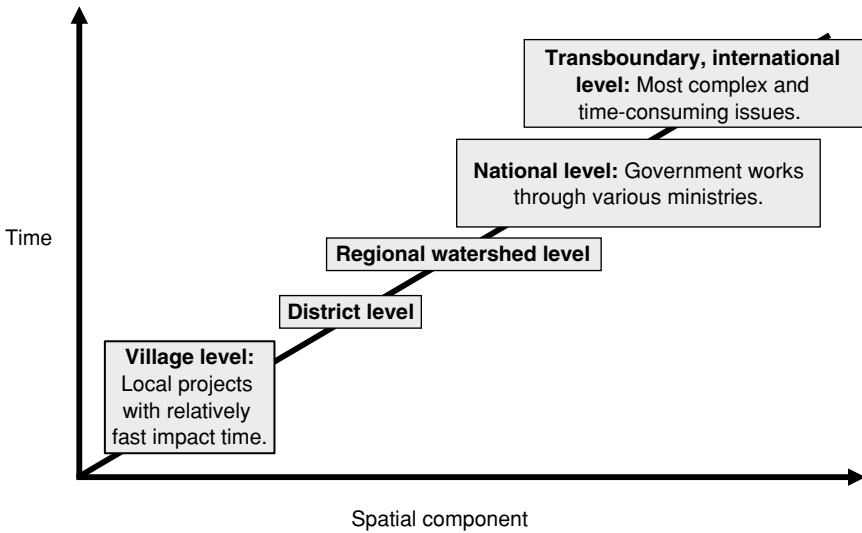 Transboundary, international
level: Most complex and
time-consuming issues.
National level: Government works
through various ministries.
Time
Regional watershed level
District level
Village level:
Local projects
with relatively
fast impact time.
Spatial component